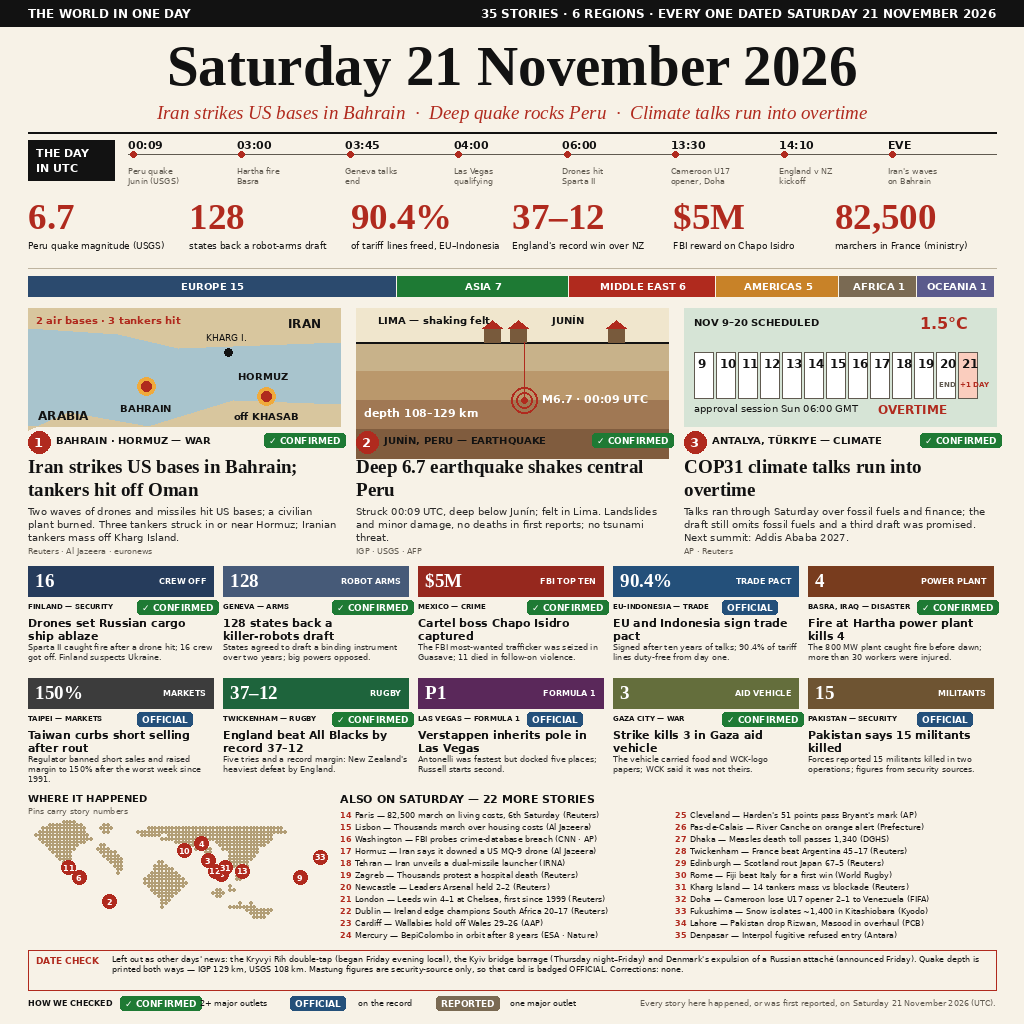 THE WORLD IN ONE DAY
35 STORIES · 6 REGIONS · EVERY ONE DATED SATURDAY 21 NOVEMBER 2026
Saturday 21 November 2026
Iran strikes US bases in Bahrain · Deep quake rocks Peru · Climate talks run into overtime
THE DAY
IN UTC
00:09
Peru quake
Junín (USGS)
03:00
Hartha fire
Basra
03:45
Geneva talks
end
04:00
Las Vegas
qualifying
06:00
Drones hit
Sparta II
13:30
Cameroon U17
opener, Doha
14:10
England v NZ
kickoff
EVE
Iran's waves
on Bahrain
6.7
Peru quake magnitude (USGS)
128
states back a robot-arms draft
90.4%
of tariff lines freed, EU–Indonesia
37–12
England's record win over NZ
$5M
FBI reward on Chapo Isidro
82,500
marchers in France (ministry)
EUROPE 15
ASIA 7
MIDDLE EAST 6
AMERICAS 5
AFRICA 1
OCEANIA 1
2 air bases · 3 tankers hit
IRAN
KHARG I.
HORMUZ
BAHRAIN
ARABIA
off KHASAB
1 BAHRAIN · HORMUZ — WAR
✓ CONFIRMED
Iran strikes US bases in Bahrain;
tankers hit off Oman
Two waves of drones and missiles hit US bases; a civilian
plant burned. Three tankers struck in or near Hormuz; Iranian
tankers mass off Kharg Island.
Reuters · Al Jazeera · euronews
LIMA — shaking felt
JUNÍN
M6.7 · 00:09 UTC
depth 108–129 km
2 JUNÍN, PERU — EARTHQUAKE
✓ CONFIRMED
Deep 6.7 earthquake shakes central
Peru
Struck 00:09 UTC, deep below Junín; felt in Lima. Landslides
and minor damage, no deaths in first reports; no tsunami
threat.
IGP · USGS · AFP
NOV 9–20 SCHEDULED
1.5°C
9 10 11 12 13 14 15 16 17 18 19 20 21
END +1 DAY
approval session Sun 06:00 GMT
OVERTIME
3 ANTALYA, TÜRKIYE — CLIMATE
✓ CONFIRMED
COP31 climate talks run into
overtime
Talks ran through Saturday over fossil fuels and finance; the
draft still omits fossil fuels and a third draft was promised.
Next summit: Addis Ababa 2027.
AP · Reuters
16
CREW OFF
FINLAND — SECURITY
✓ CONFIRMED
Drones set Russian cargo
ship ablaze
Sparta II caught fire after a drone hit; 16 crew
got off. Finland suspects Ukraine.
128
ROBOT ARMS
GENEVA — ARMS
✓ CONFIRMED
128 states back a
killer-robots draft
States agreed to draft a binding instrument
over two years; big powers opposed.
$5M
FBI TOP TEN
MEXICO — CRIME
✓ CONFIRMED
Cartel boss Chapo Isidro
captured
The FBI most-wanted trafficker was seized in
Guasave; 11 died in follow-on violence.
90.4%
TRADE PACT
EU-INDONESIA — TRADE
OFFICIAL
EU and Indonesia sign trade
pact
Signed after ten years of talks; 90.4% of tariff
lines duty-free from day one.
4
POWER PLANT
BASRA, IRAQ — DISASTER
✓ CONFIRMED
Fire at Hartha power plant
kills 4
The 800 MW plant caught fire before dawn;
more than 30 workers were injured.
150%
MARKETS
TAIPEI — MARKETS
OFFICIAL
Taiwan curbs short selling
after rout
Regulator banned short sales and raised
margin to 150% after the worst week since
1991.
37–12
RUGBY
TWICKENHAM — RUGBY
✓ CONFIRMED
England beat All Blacks by
record 37–12
Five tries and a record margin: New Zealand's
heaviest defeat by England.
P1
FORMULA 1
LAS VEGAS — FORMULA 1
OFFICIAL
Verstappen inherits pole in
Las Vegas
Antonelli was fastest but docked five places;
Russell starts second.
3
AID VEHICLE
GAZA CITY — WAR
✓ CONFIRMED
Strike kills 3 in Gaza aid
vehicle
The vehicle carried food and WCK-logo
papers; WCK said it was not theirs.
15
MILITANTS
PAKISTAN — SECURITY
OFFICIAL
Pakistan says 15 militants
killed
Forces reported 15 militants killed in two
operations; figures from security sources.
WHERE IT HAPPENED
Pins carry story numbers
11
6
2
10
4
3
12
31
13
9
33
ALSO ON SATURDAY — 22 MORE STORIES
14 Paris — 82,500 march on living costs, 6th Saturday (Reuters)
15 Lisbon — Thousands march over housing costs (Al Jazeera)
16 Washington — FBI probes crime-database breach (CNN · AP)
17 Hormuz — Iran says it downed a US MQ-9 drone (Al Jazeera)
18 Tehran — Iran unveils a dual-missile launcher (IRNA)
19 Zagreb — Thousands protest a hospital death (Reuters)
20 Newcastle — Leaders Arsenal held 2–2 (Reuters)
21 London — Leeds win 4–1 at Chelsea, first since 1999 (Reuters)
22 Dublin — Ireland edge champions South Africa 20–17 (Reuters)
23 Cardiff — Wallabies hold off Wales 29–26 (AAP)
24 Mercury — BepiColombo in orbit after 8 years (ESA · Nature)
25 Cleveland — Harden's 51 points pass Bryant's mark (AP)
26 Pas-de-Calais — River Canche on orange alert (Prefecture)
27 Dhaka — Measles death toll passes 1,340 (DGHS)
28 Twickenham — France beat Argentina 45–17 (Reuters)
29 Edinburgh — Scotland rout Japan 67–5 (Reuters)
30 Rome — Fiji beat Italy for a first win (World Rugby)
31 Kharg Island — 14 tankers mass vs blockade (Reuters)
32 Doha — Cameroon lose U17 opener 2–1 to Venezuela (FIFA)
33 Fukushima — Snow isolates ~1,400 in Kitashiobara (Kyodo)
34 Lahore — Pakistan drop Rizwan, Masood in overhaul (PCB)
35 Denpasar — Interpol fugitive refused entry (Antara)
DATE CHECK
Left out as other days' news: the Kryvyi Rih double-tap (began Friday evening local), the Kyiv bridge barrage (Thursday night–Friday) and Denmark's expulsion of a Russian attaché (announced Friday). Quake depth is
printed both ways — IGP 129 km, USGS 108 km. Mastung figures are security-source only, so that card is badged OFFICIAL. Corrections: none.
HOW WE CHECKED
✓ CONFIRMED
2+ major outlets
OFFICIAL
on the record
REPORTED
one major outlet
Every story here happened, or was first reported, on Saturday 21 November 2026 (UTC).